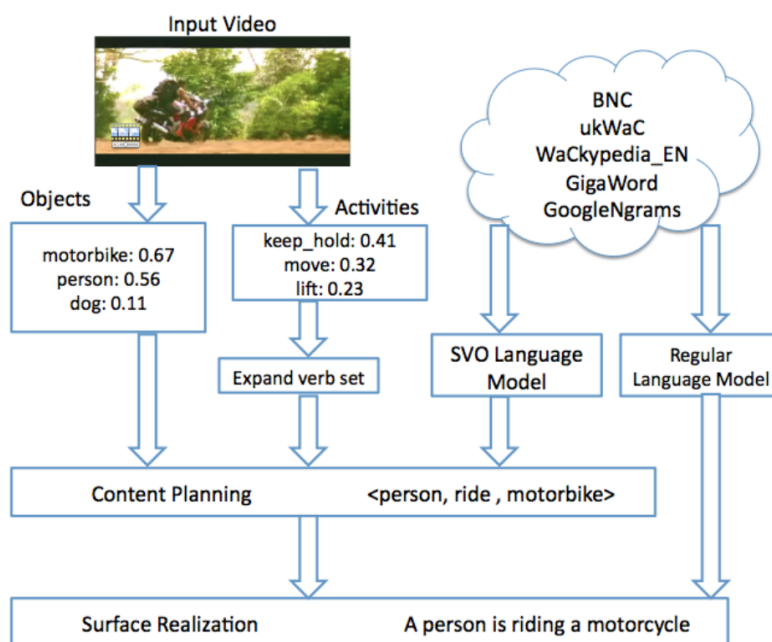 Input Video
BNC
ukWaC
WaCkypedia_EN
GigaWord
GoogleNgrams
Objects
Activities
motorbike: 0.67
person: 0.56
dog: 0.11
keep_hold: 0.41
move: 0.32
lift: 0.23
Expand verb set
SVO Language
Model
Regular
Language Model
Content Planning
<person, ride , motorbike>
Surface Realization
A person is riding a motorcycle